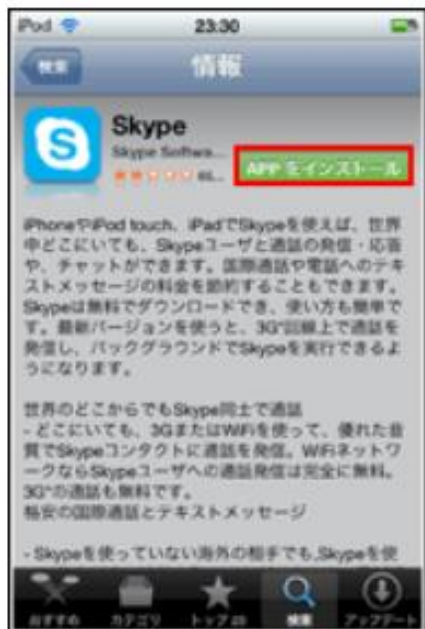 iPod 23:30
検索 情報
Skype
Skype Softwa...
APP をインストール
iPhoneやiPod touch、iPadでSkypeを使えば、世界
中どこにいても、Skypeユーザと通話の発信・応答
や、チャットができます。国際通話や電話へのテキ
ストメッセージの料金を節約することもできます。
Skypeは無料でダウンロードでき、使い方も簡単で
す。最新バージョンを使うと、3G*回線上で通話を
発信し、バックグラウンドでSkypeを実行できるよ
うになります。
世界のどこからでもSkype同士で通話
- どこにいても、3GまたはWiFiを使って、優れた音
質でSkypeコンタクトに通話を発信。WiFiネットワ
ークならSkypeユーザへの通話発信は完全に無料。
3G*の通話も無料です。
格安の国際通話とテキストメッセージ
- Skypeを使っていない海外の相手でも,Skypeを使
おすすめ カテゴリ トップ25 検索 アップデート